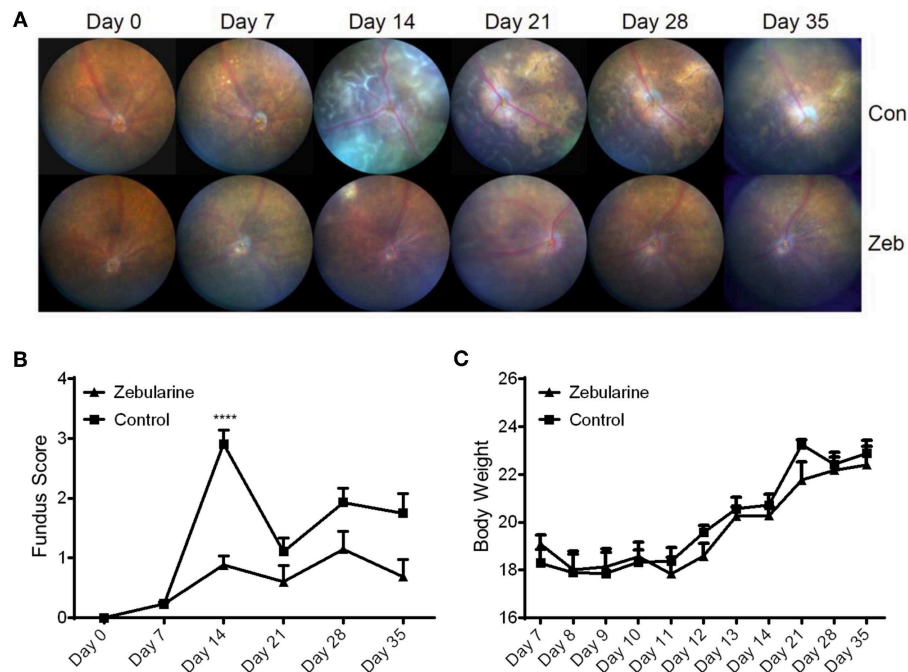 A
Day 0 Day 7 Day 14 Day 21 Day 28 Day 35
Con
Zeb
B
4
3
2
1
0
Fundus Score
Zebularine
Control
****
Day 0 Day 7 Day 14 Day 21 Day 28 Day 35
C
26
24
22
20
18
16
Body Weight
Zebularine
Control
Day 7 Day 8 Day 9 Day 10 Day 11 Day 12 Day 13 Day 14 Day 21 Day 28 Day 35